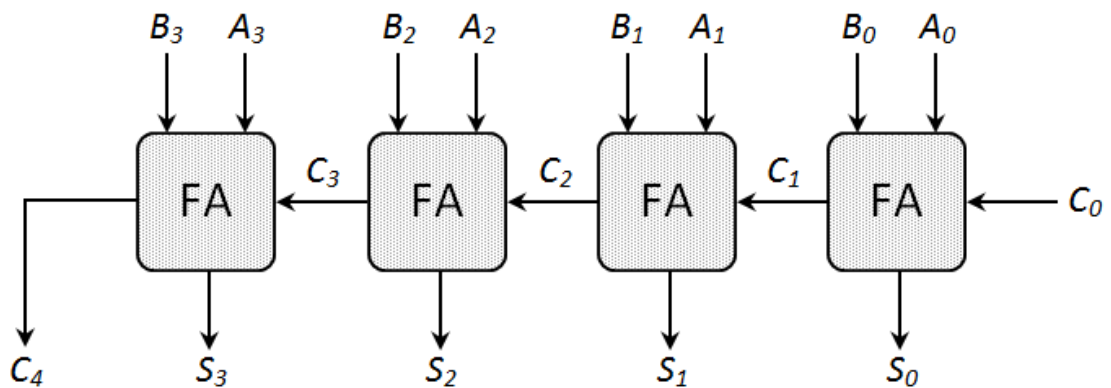 B3 A3 B2 A2 B1 A1 B0 A0
C3 C2 C1
FA FA FA FA C0
C4 S3 S2 S1 S0